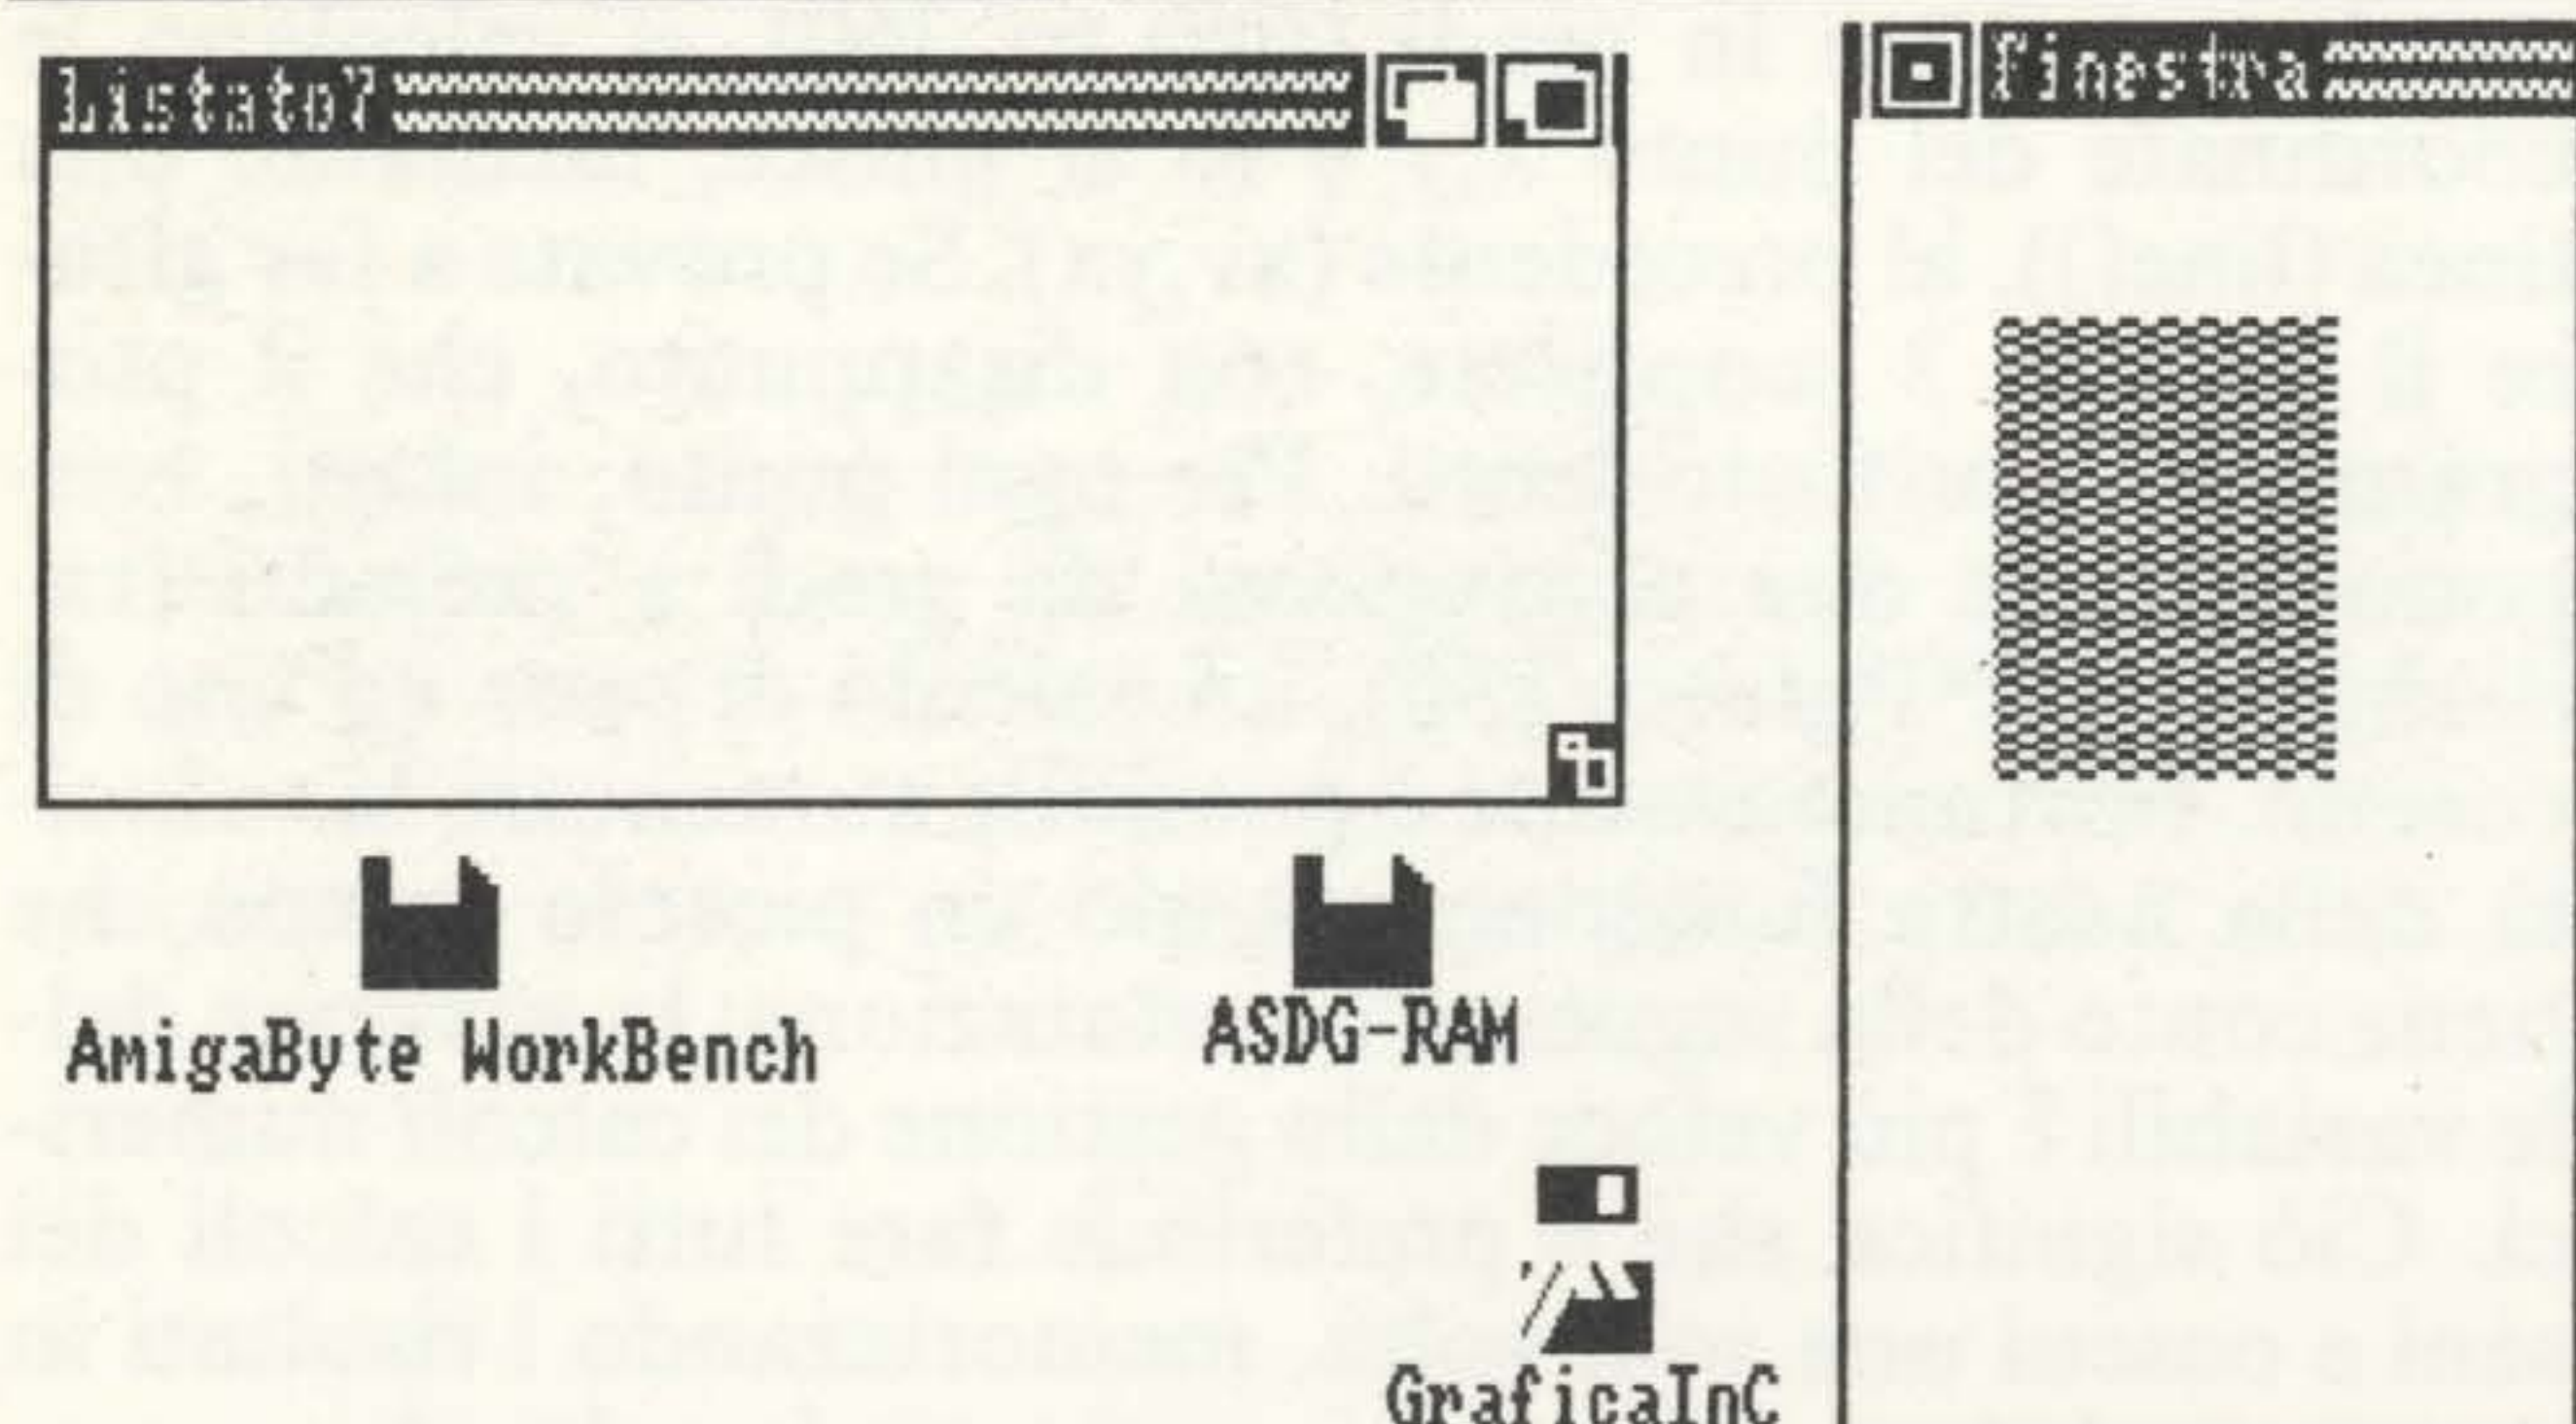 Listato7
Finestra
AmigaByte WorkBench
ASDG-RAM
GraficaInC